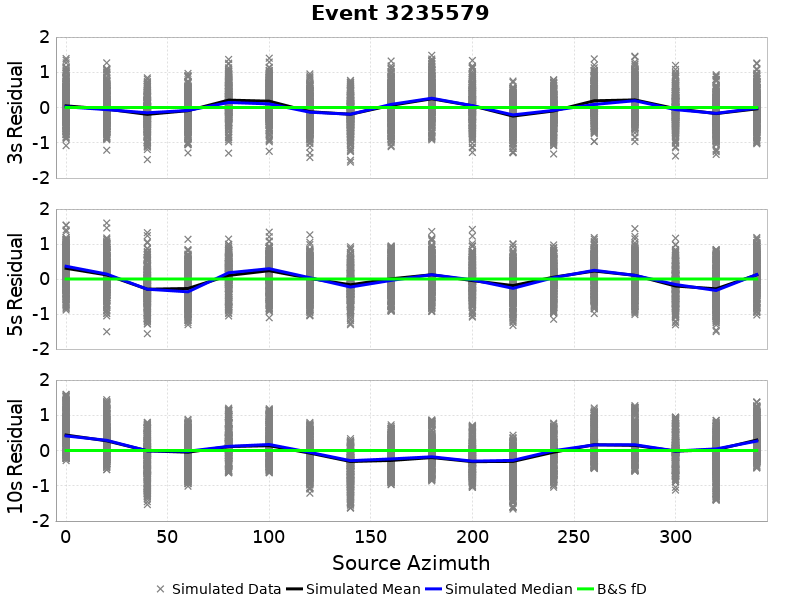 Event 3235579
3s Residual
2
1
0
-1
-2
5s Residual
2
1
0
-1
-2
10s Residual
2
1
0
-1
-2
0 50 100 150 200 250 300
Source Azimuth
Simulated Data Simulated Mean Simulated Median B&S fD